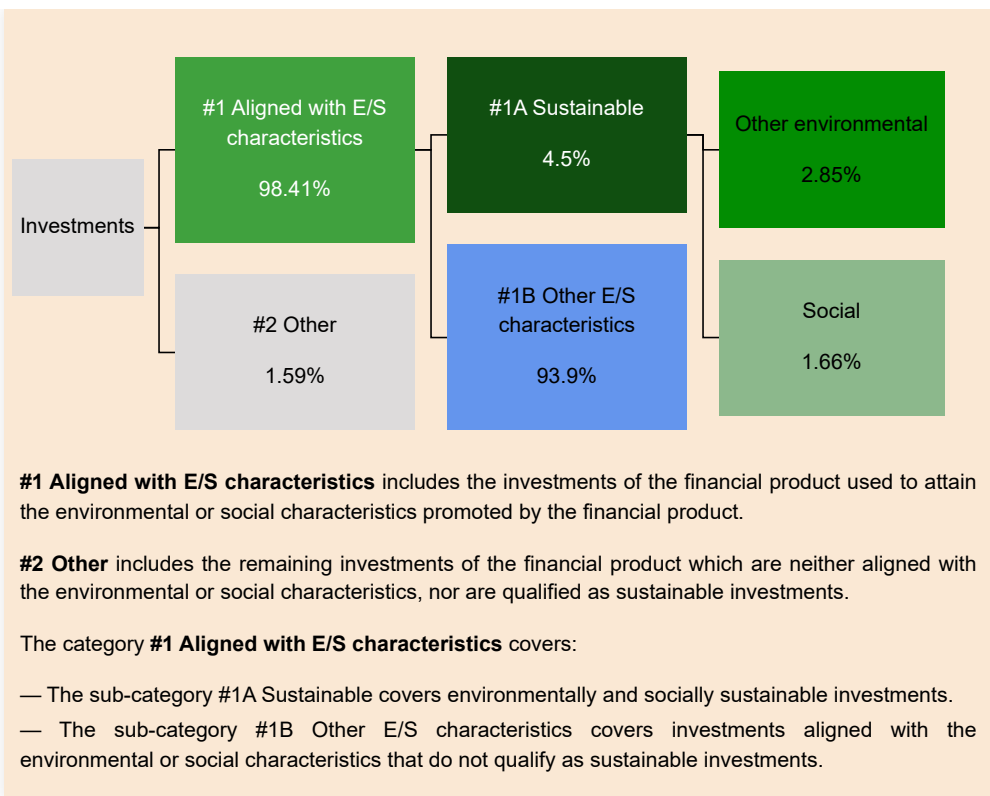 Investments
#1 Aligned with E/S
characteristics
98.41%
#2 Other
1.59%
#1A Sustainable
4.5%
#1B Other E/S
characteristics
93.9%
Other environmental
2.85%
Social
1.66%
#1 Aligned with E/S characteristics includes the investments of the financial product used to attain
the environmental or social characteristics promoted by the financial product.
#2 Other includes the remaining investments of the financial product which are neither aligned with
the environmental or social characteristics, nor are qualified as sustainable investments.
The category #1 Aligned with E/S characteristics covers:
— The sub-category #1A Sustainable covers environmentally and socially sustainable investments.
— The sub-category #1B Other E/S characteristics covers investments aligned with the
environmental or social characteristics that do not qualify as sustainable investments.